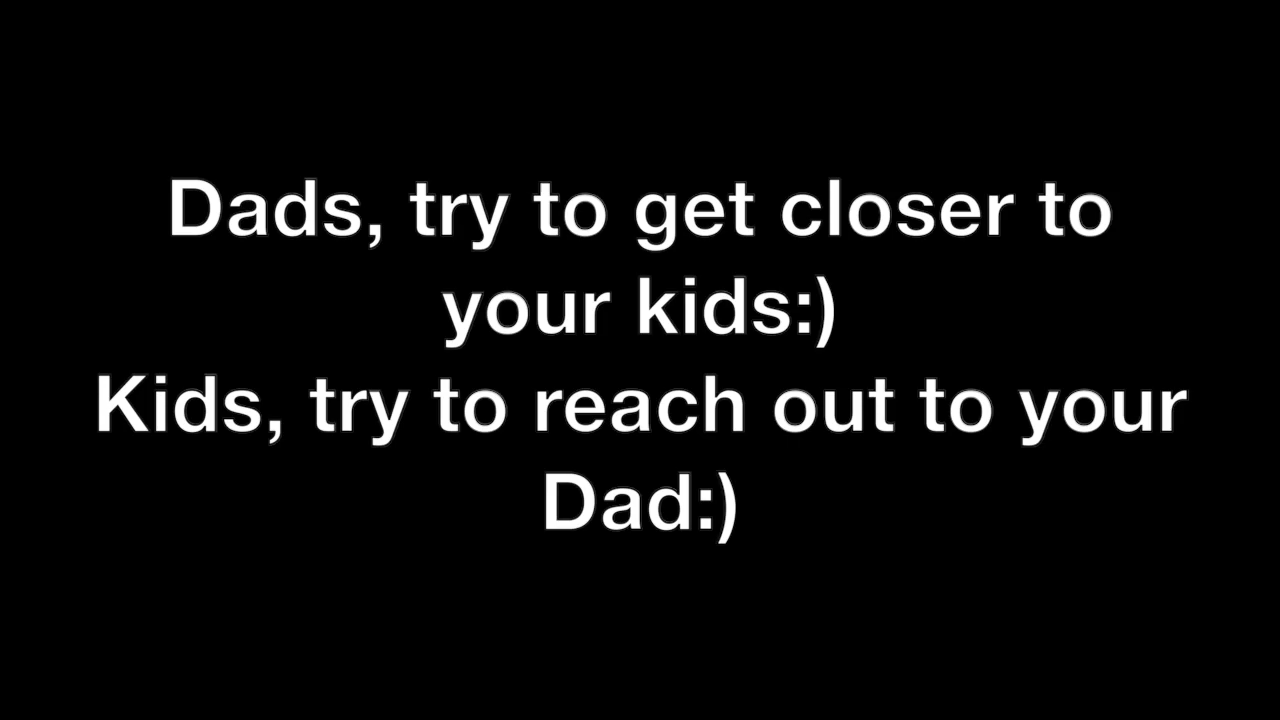 Dads, try to get closer to
your kids:)
Kids, try to reach out to your
Dad:)